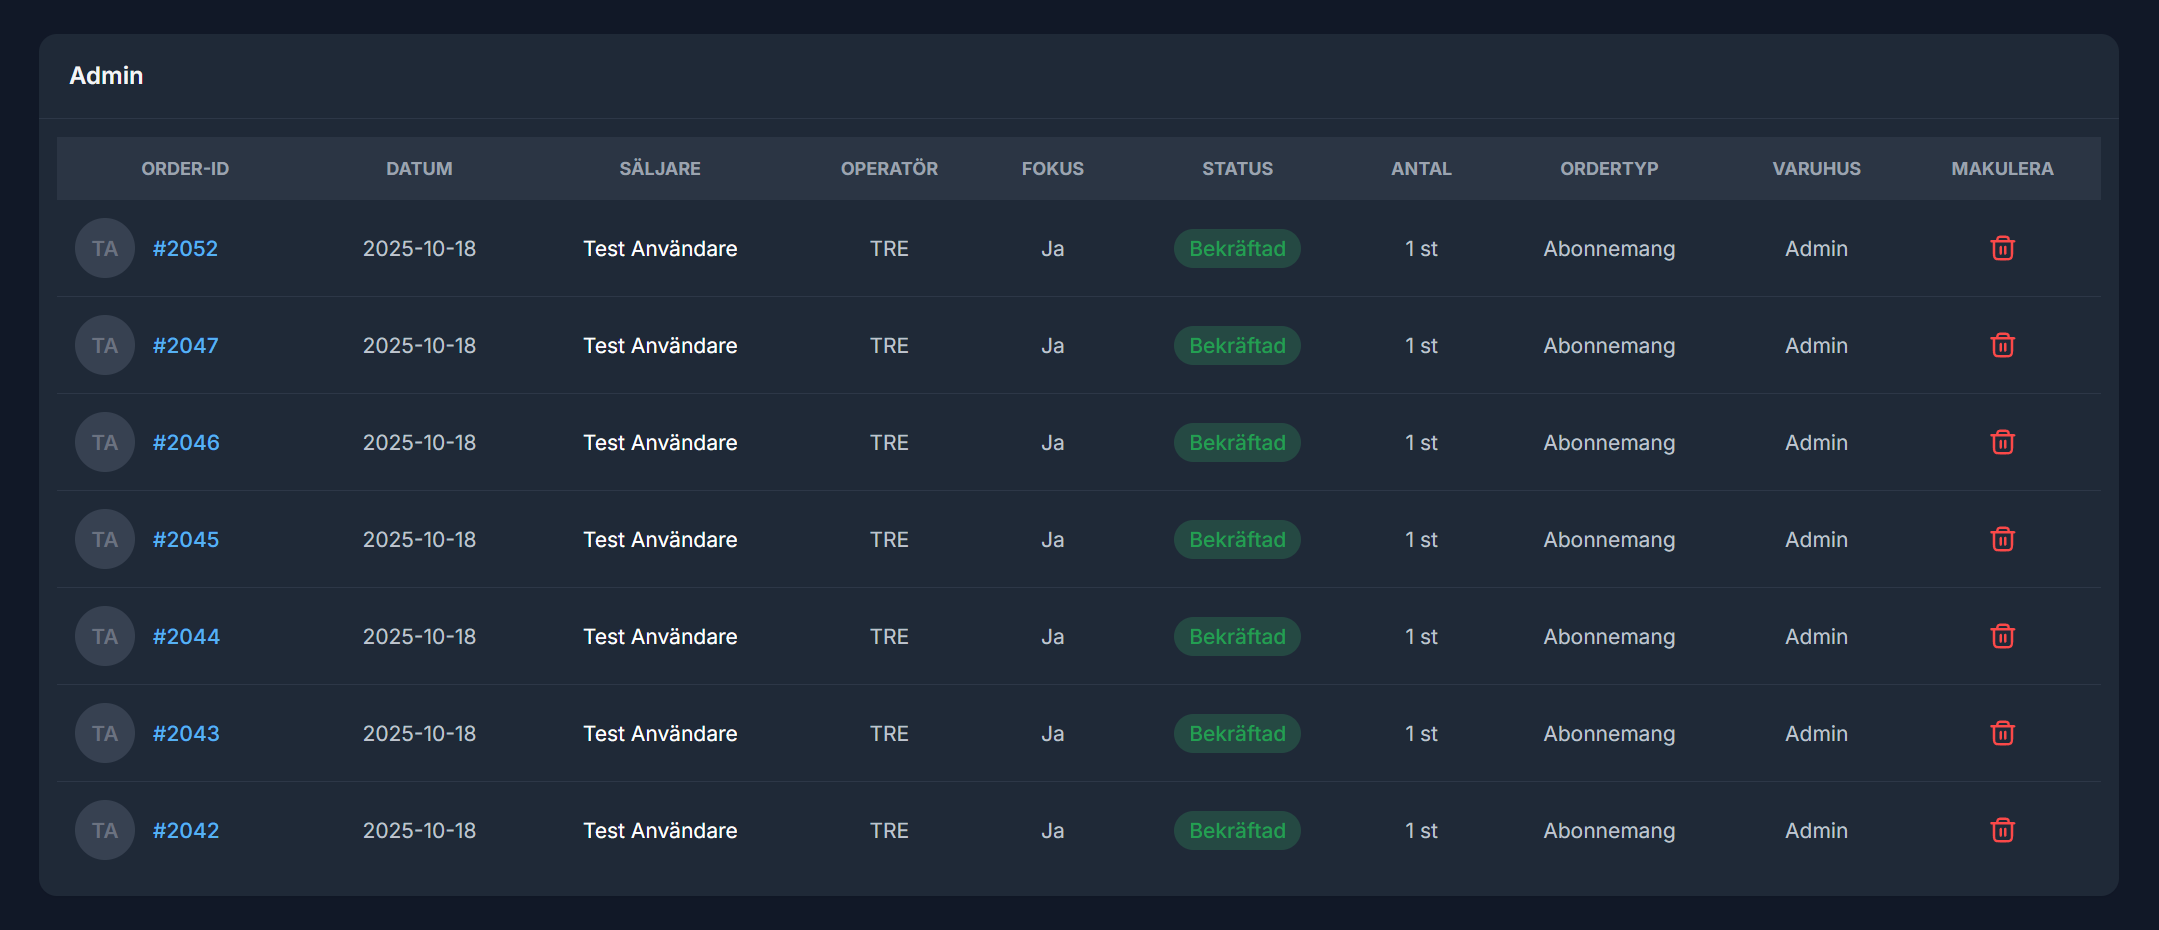 Admin
ORDER-ID DATUM SÄLJARE OPERATÖR FOKUS STATUS ANTAL ORDERTYP VARUHUS MAKULERA
TA #2052 2025-10-18 Test Användare TRE Ja Bekräftad 1 st Abonnemang Admin
TA #2047 2025-10-18 Test Användare TRE Ja Bekräftad 1 st Abonnemang Admin
TA #2046 2025-10-18 Test Användare TRE Ja Bekräftad 1 st Abonnemang Admin
TA #2045 2025-10-18 Test Användare TRE Ja Bekräftad 1 st Abonnemang Admin
TA #2044 2025-10-18 Test Användare TRE Ja Bekräftad 1 st Abonnemang Admin
TA #2043 2025-10-18 Test Användare TRE Ja Bekräftad 1 st Abonnemang Admin
TA #2042 2025-10-18 Test Användare TRE Ja Bekräftad 1 st Abonnemang Admin